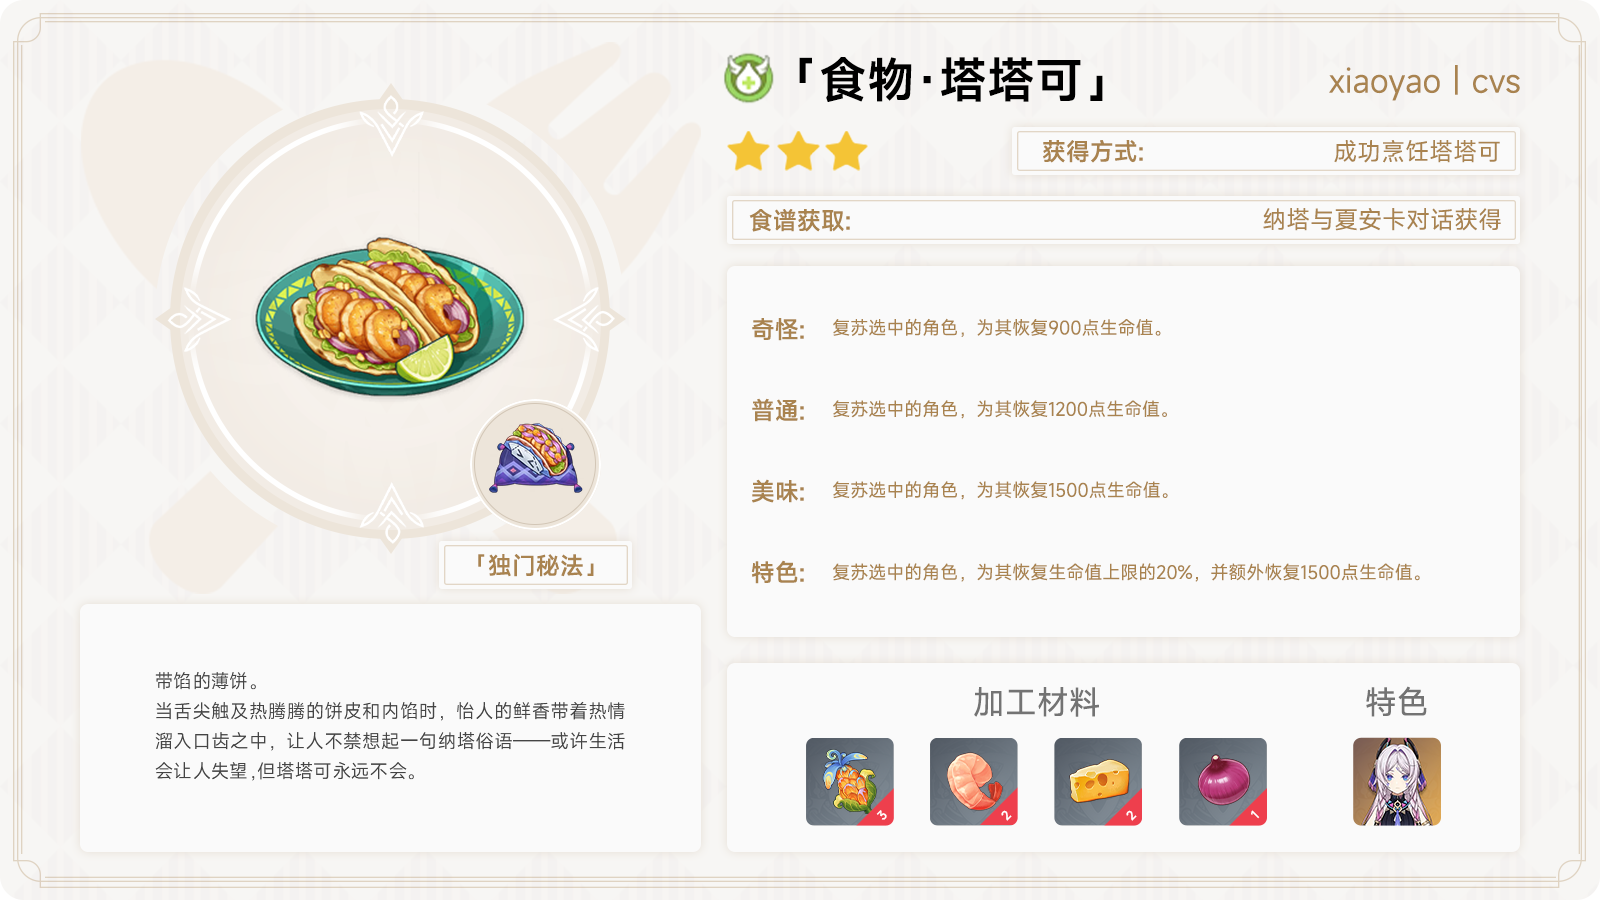 「食物·塔塔可」
xiaoyao | cvs
获得方式: 成功烹饪塔塔可
食谱获取: 纳塔与夏安卡对话获得
奇怪: 复苏选中的角色，为其恢复900点生命值。
普通: 复苏选中的角色，为其恢复1200点生命值。
美味: 复苏选中的角色，为其恢复1500点生命值。
特色: 复苏选中的角色，为其恢复生命值上限的20%，并额外恢复1500点生命值。
「独门秘法」
带馅的薄饼。
当舌尖触及热腾腾的饼皮和内馅时，怡人的鲜香带着热情
溜入口齿之中，让人不禁想起一句纳塔俗语——或许生活
会让人失望,但塔塔可永远不会。
加工材料
特色
3
2
2
1